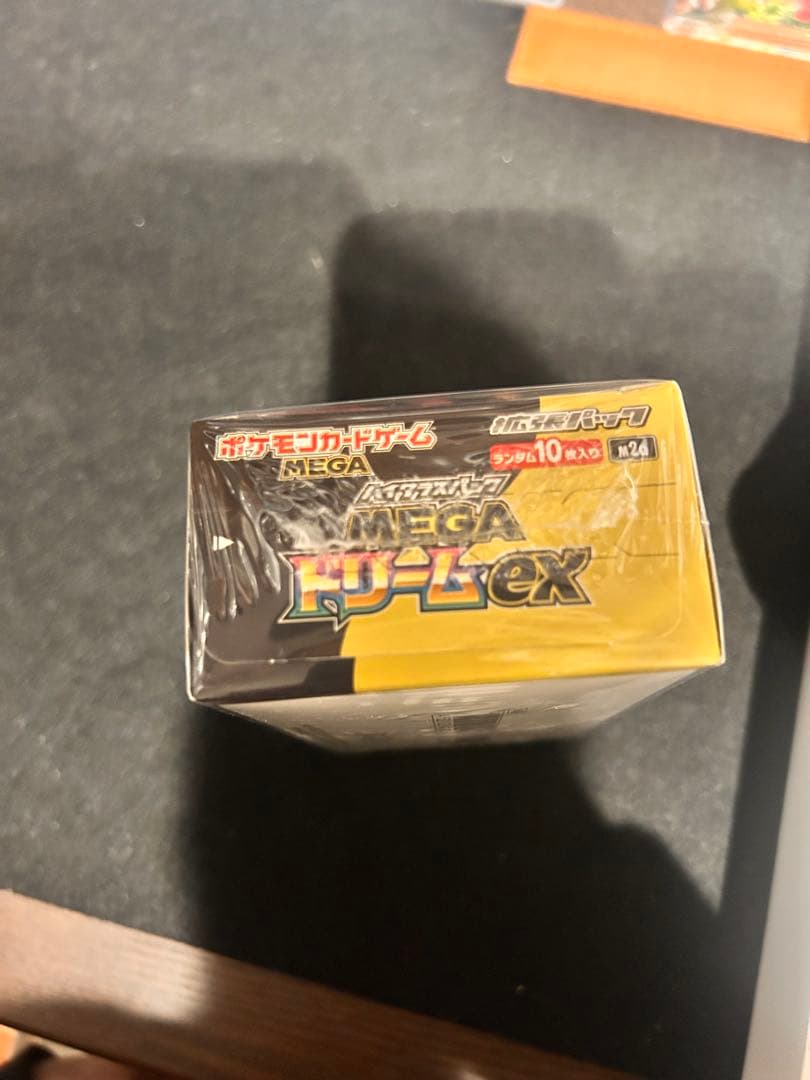 ポケモンカードゲーム
MEGA
拡張パック
ランダム10枚入り
M2a
ハイクラスパック
MEGA
ドリームex